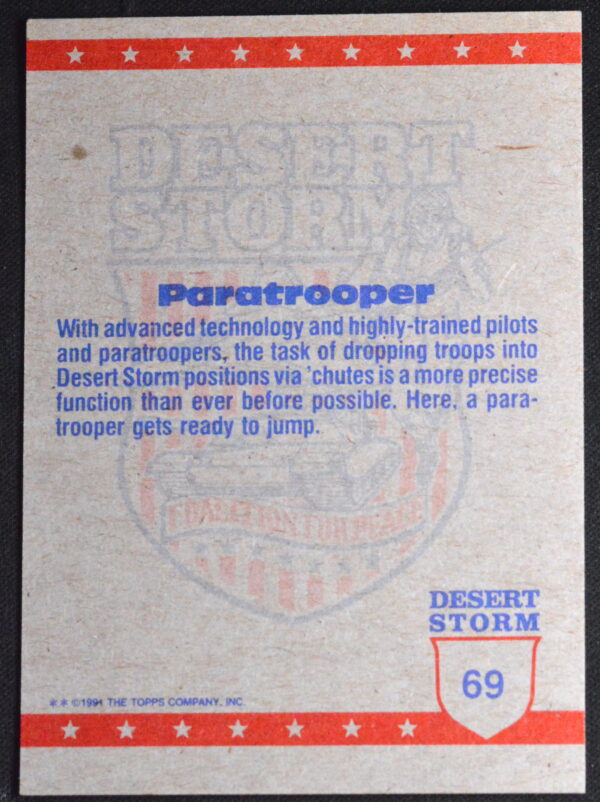 DESERT
STORM
Paratrooper
With advanced technology and highly-trained pilots
and paratroopers, the task of dropping troops into
Desert Storm positions via 'chutes is a more precise
function than ever before possible. Here, a para-
trooper gets ready to jump.
COALITION FOR PEACE
DESERT
STORM
69
** ©1991 THE TOPPS COMPANY, INC.